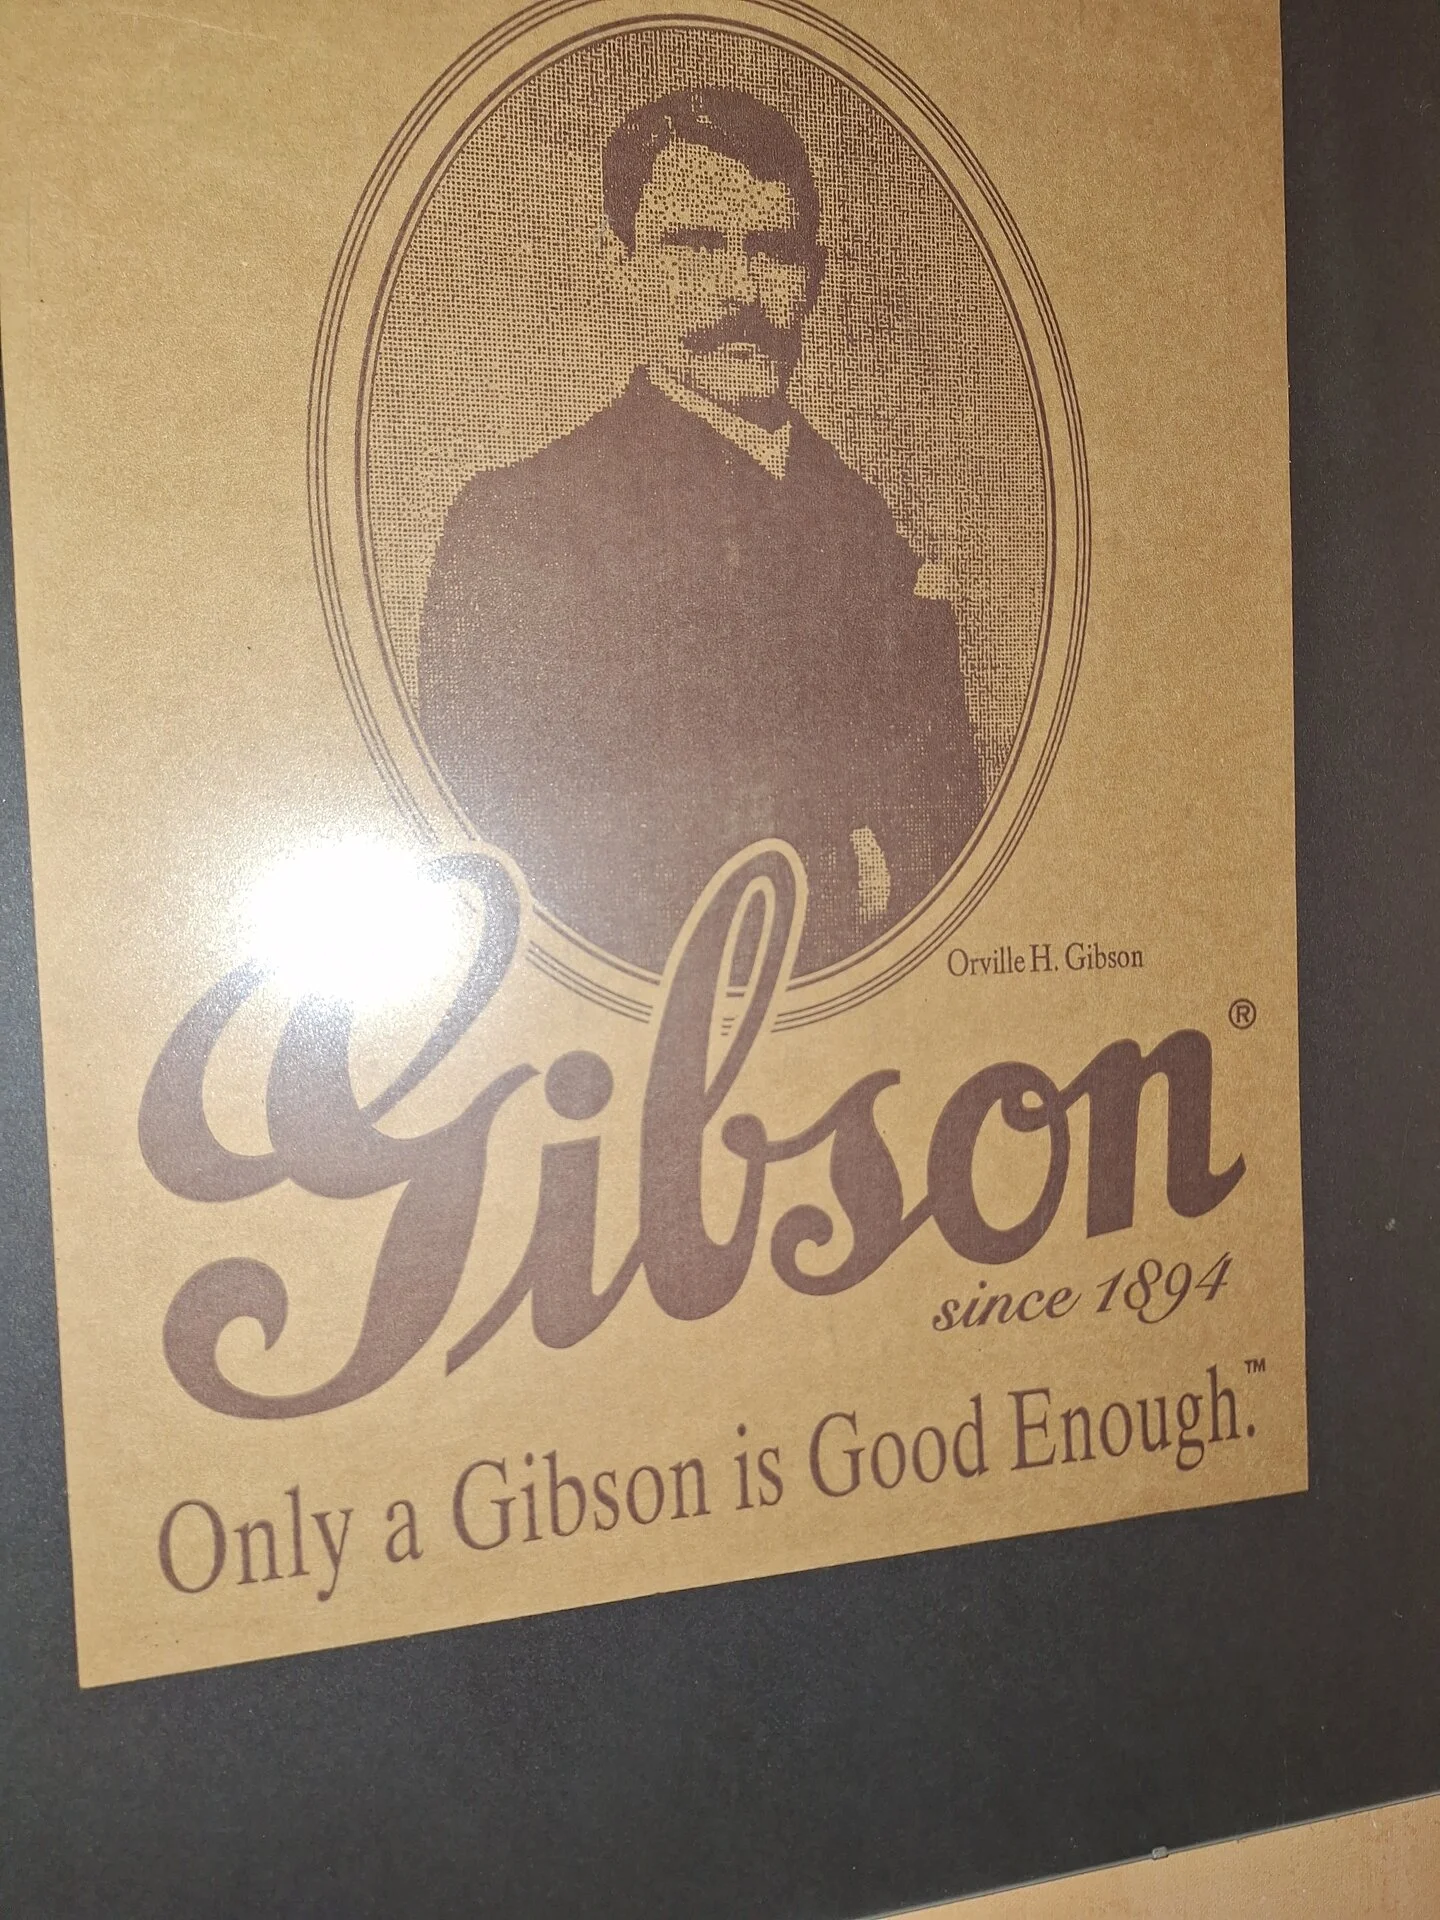 Orville H. Gibson
Gibson®
since 1894
Only a Gibson is Good Enough.™